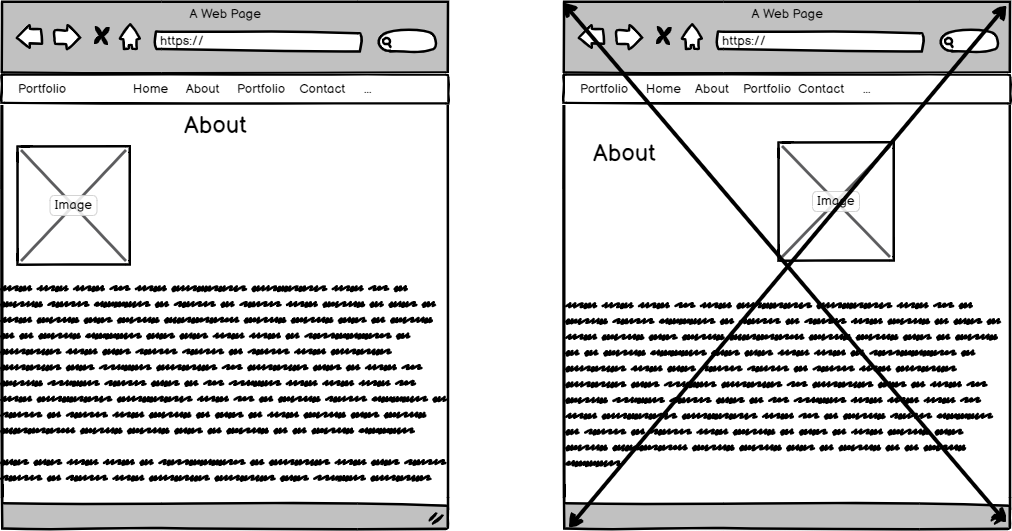 A Web Page
https://
Portfolio Home About Portfolio Contact ...
About
Image
A Web Page
https://
Portfolio Home About Portfolio Contact ...
About
Image